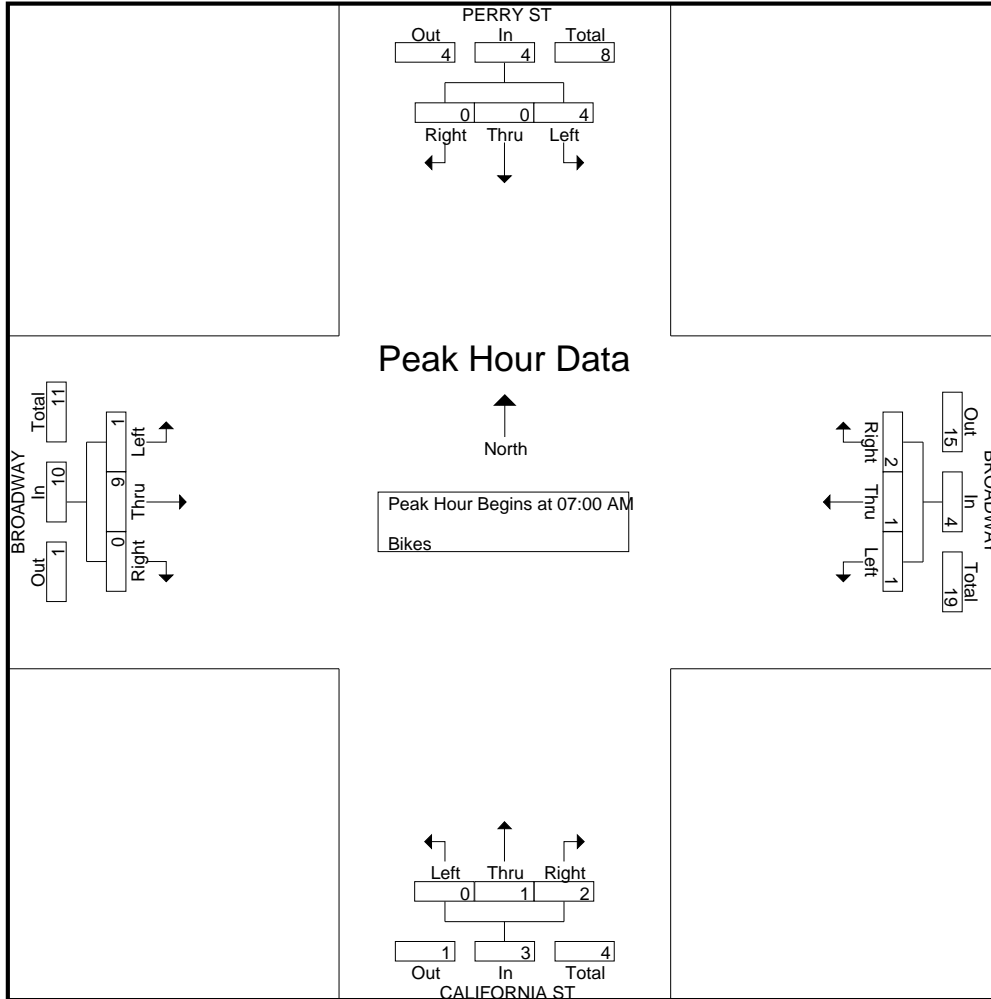 PERRY ST
Out In Total
4 4 8
0 0 4
Right Thru Left
Peak Hour Data
North
Peak Hour Begins at 07:00 AM
Bikes
BROADWAY
Total In Out
11 10 1
1 9 0
Left Thru Right
BROADWAY
Out In Total
15 4 19
2 1 1
Right Thru Left
Left Thru Right
0 1 2
1 3 4
Out In Total
CALIFORNIA ST